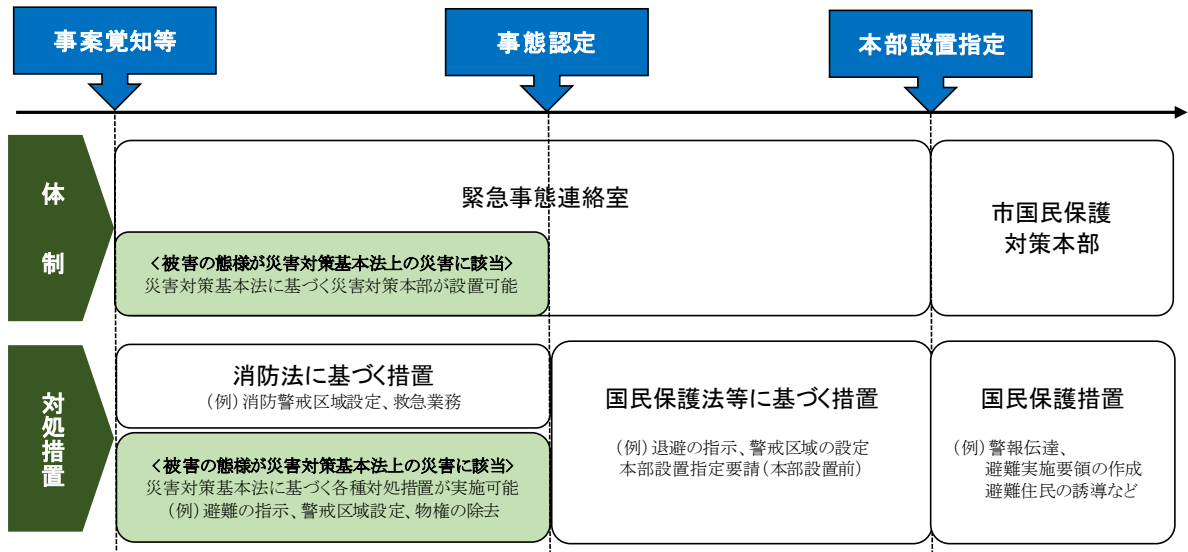 事案覚知等
事態認定
本部設置指定
体
制
緊急事態連絡室
<被害の態様が災害対策基本法上の災害に該当>
災害対策基本法に基づく災害対策本部が設置可能
市国民保護
対策本部
対処措置
消防法に基づく措置
(例)消防警戒区域設定、救急業務
<被害の態様が災害対策基本法上の災害に該当>
災害対策基本法に基づく各種対処措置が実施可能
(例)避難の指示、警戒区域設定、物権の除去
国民保護法等に基づく措置
(例)退避の指示、警戒区域の設定
本部設置指定要請(本部設置前)
国民保護措置
(例)警報伝達、
避難実施要領の作成
避難住民の誘導など